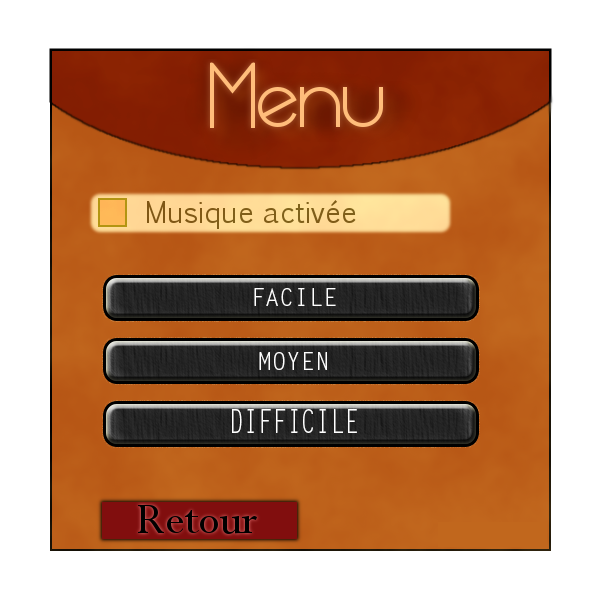 Menu
Musique activée
FACILE
MOYEN
DIFFICILE
Retour